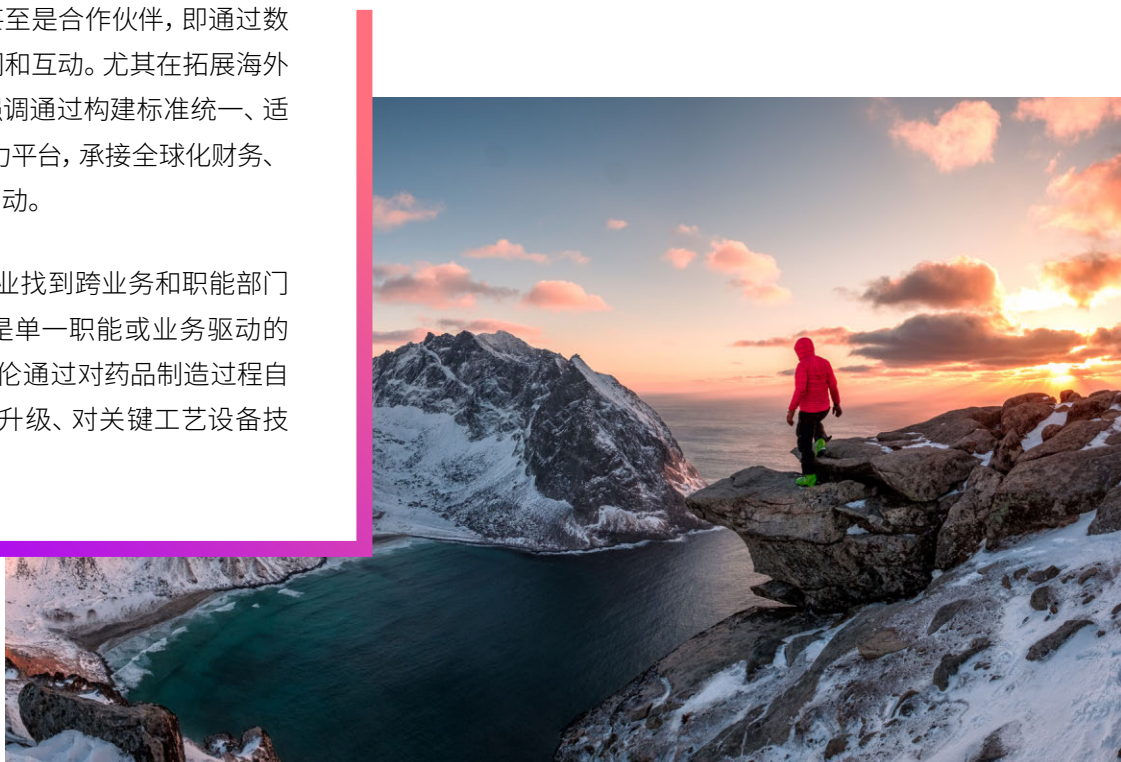 至是合作伙伴，即通过数
和互动。尤其在拓展海外
调通过构建标准统一、适
平台，承接全球化财务、
动。
业找到跨业务和职能部门
是单一职能或业务驱动的
伦通过对药品制造过程自
升级、对关键工艺设备技